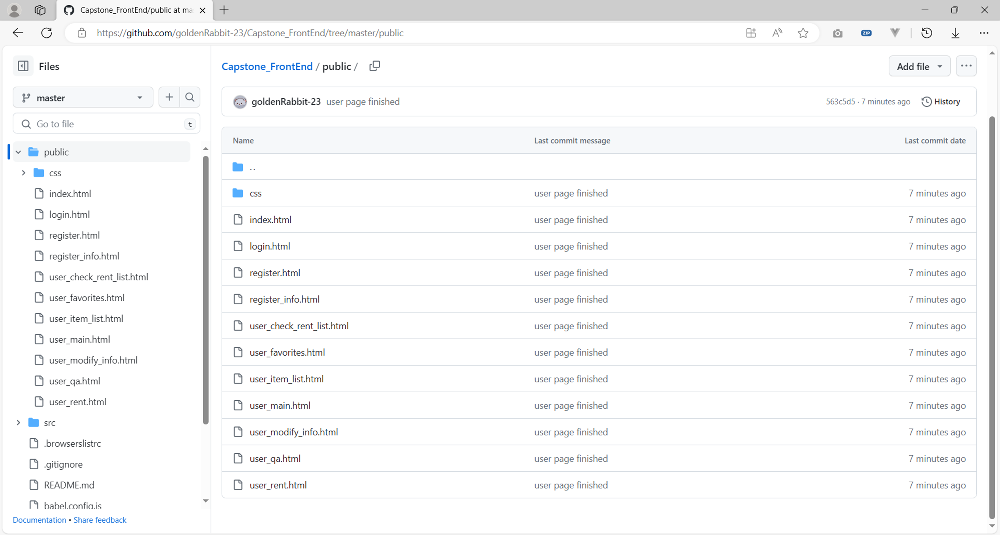 Capstone_FrontEnd/public at ma
https://github.com/goldenRabbit-23/Capstone_FrontEnd/tree/master/public
ZIP
Files
master
Go to file
t
public
css
index.html
login.html
register.html
register_info.html
user_check_rent_list.html
user_favorites.html
user_item_list.html
user_main.html
user_modify_info.html
user_qa.html
user_rent.html
src
.browserslistrc
.gitignore
README.md
babel.config.js
Documentation • Share feedback
Capstone_FrontEnd / public /
Add file
goldenRabbit-23 user page finished
563c5d5 · 7 minutes ago
History
Name Last commit message Last commit date
..
css user page finished 7 minutes ago
index.html user page finished 7 minutes ago
login.html user page finished 7 minutes ago
register.html user page finished 7 minutes ago
register_info.html user page finished 7 minutes ago
user_check_rent_list.html user page finished 7 minutes ago
user_favorites.html user page finished 7 minutes ago
user_item_list.html user page finished 7 minutes ago
user_main.html user page finished 7 minutes ago
user_modify_info.html user page finished 7 minutes ago
user_qa.html user page finished 7 minutes ago
user_rent.html user page finished 7 minutes ago